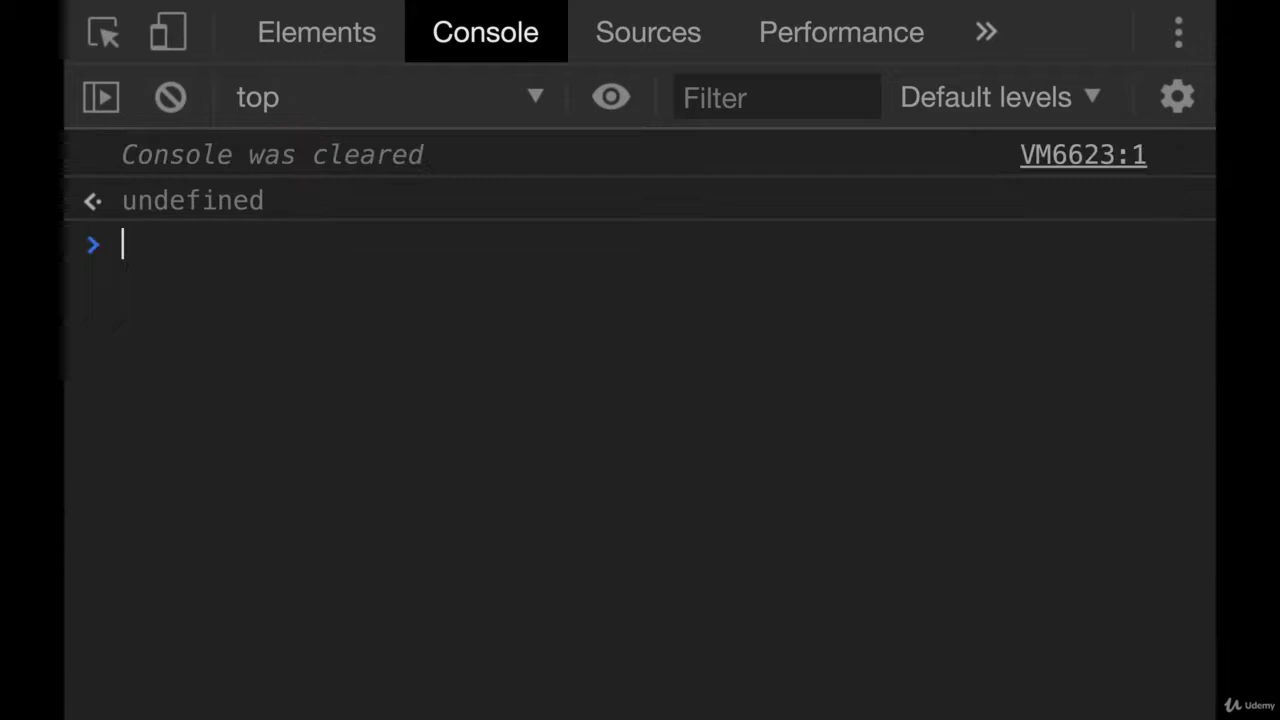 Elements Console Sources Performance »
top Filter Default levels
Console was cleared VM6623:1
undefined
Udemy